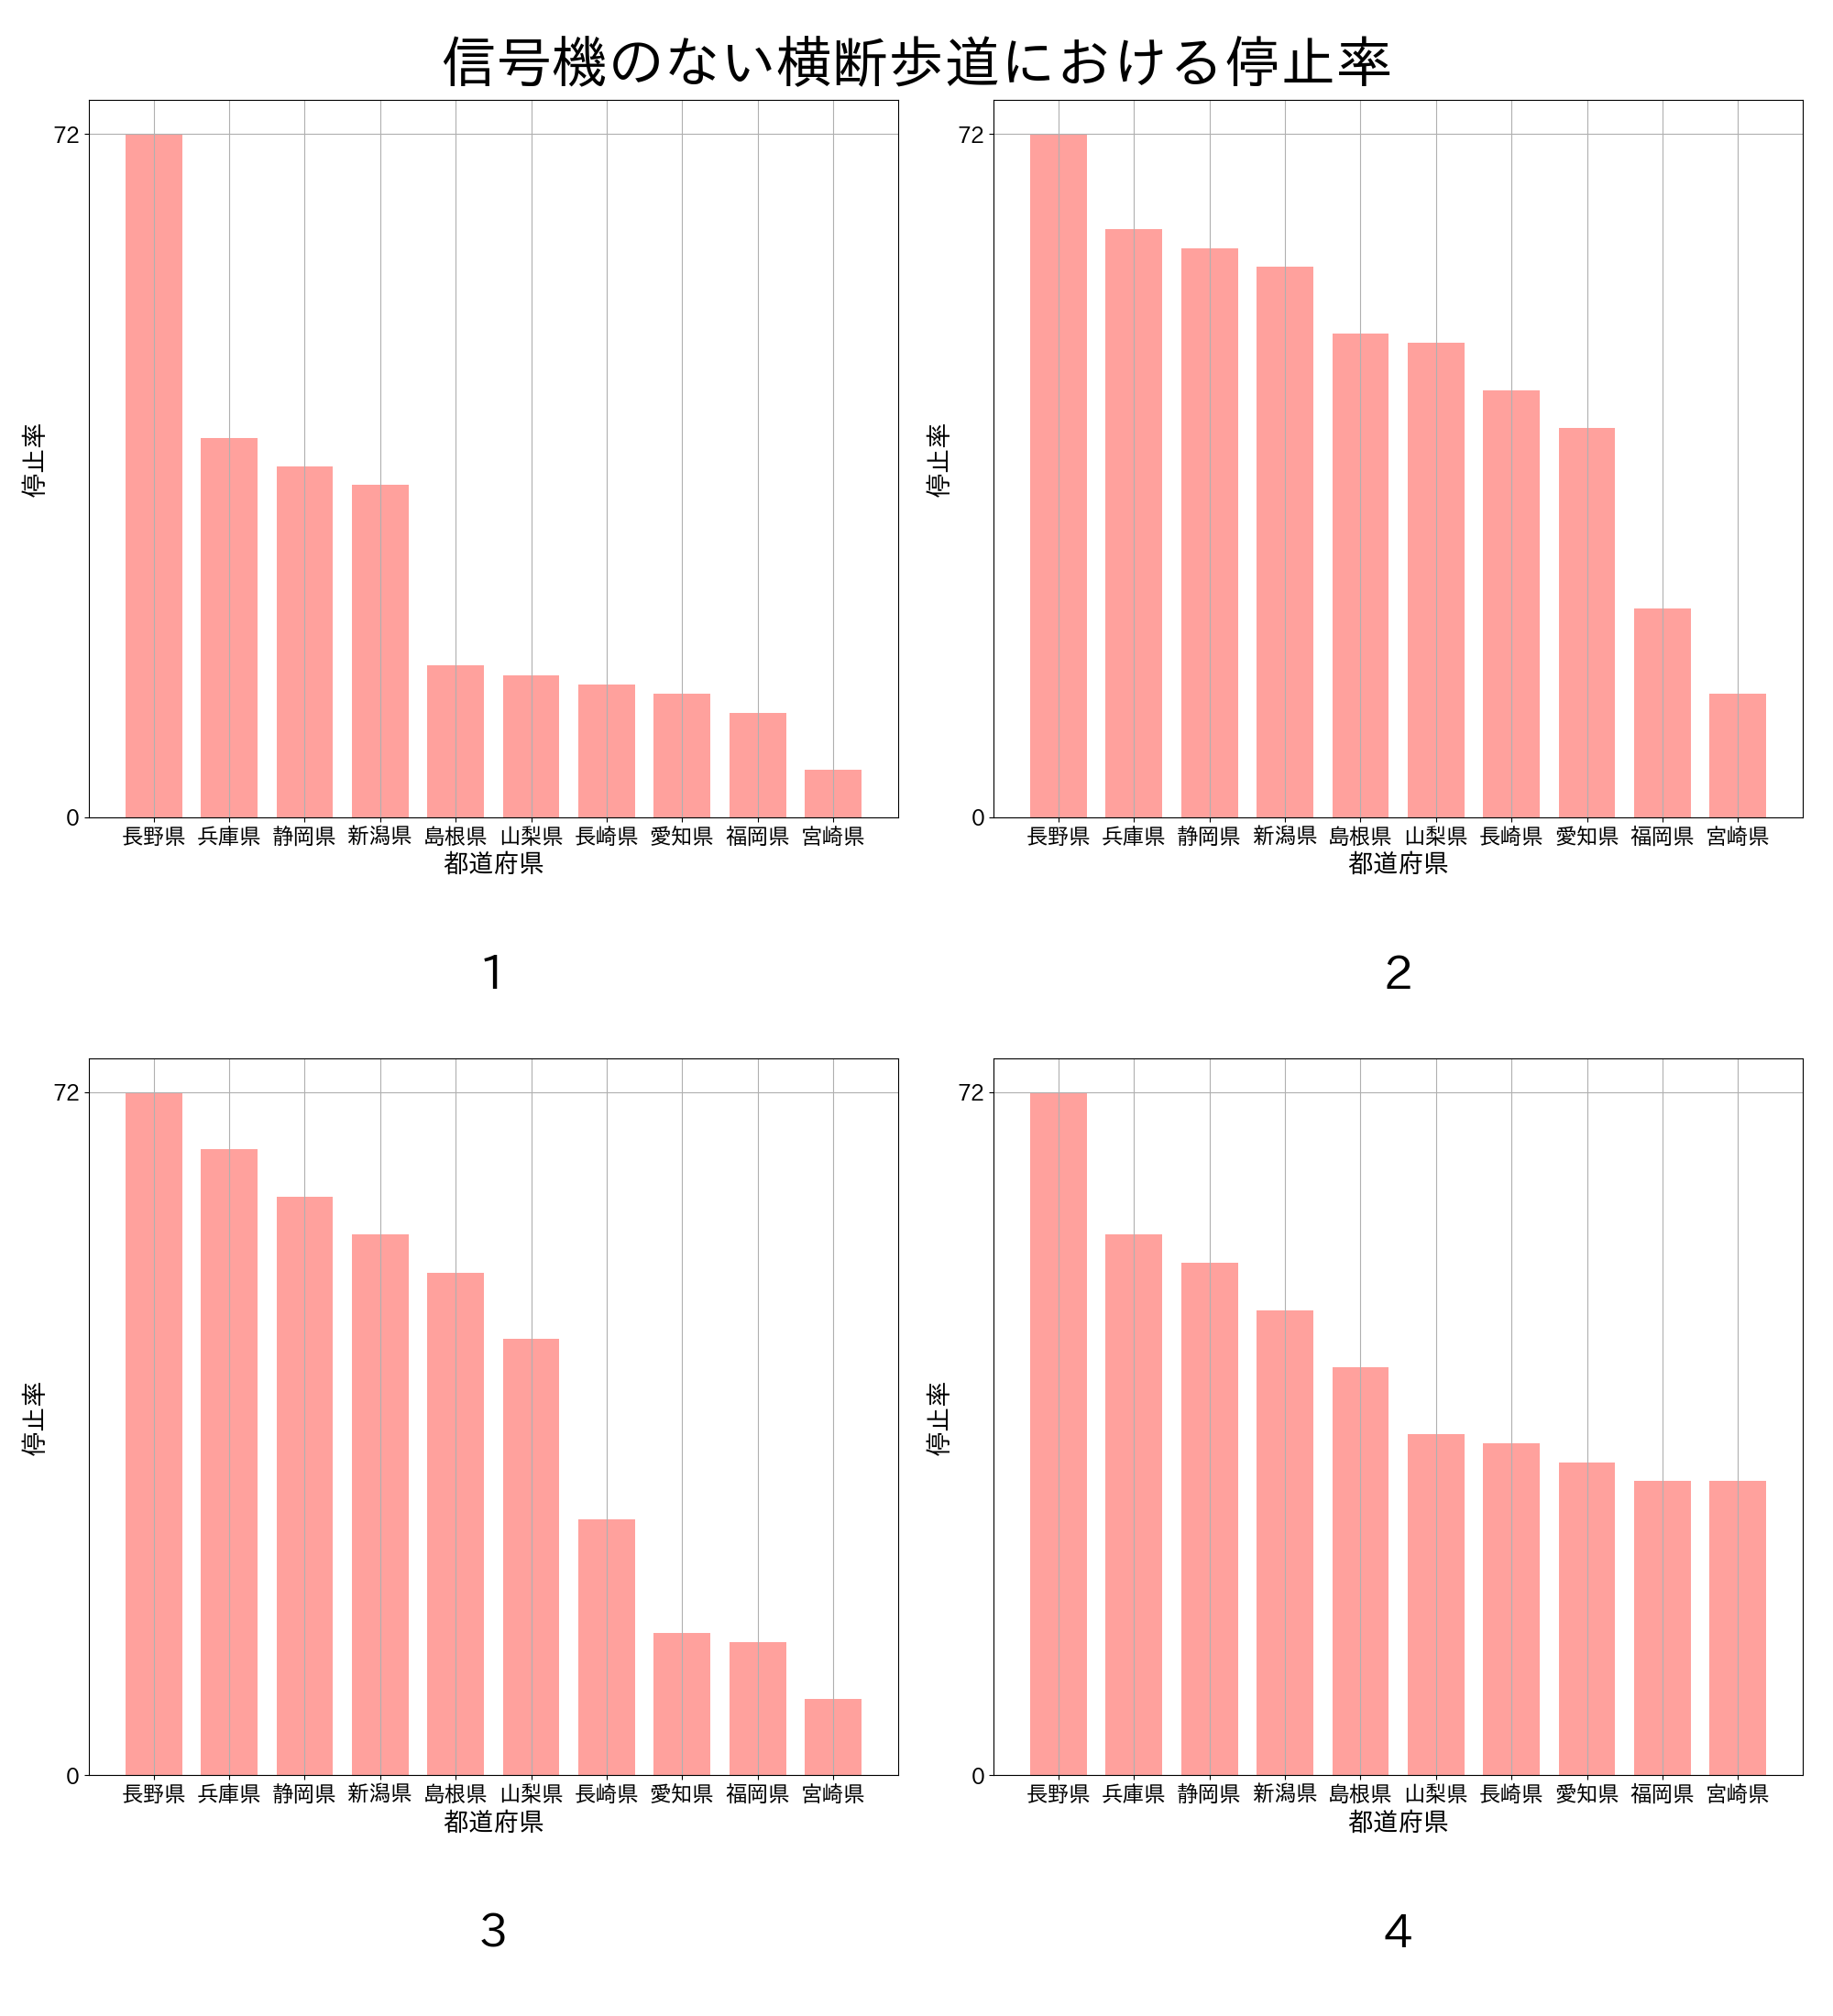 信号機のない横断歩道における停止率
72
0
停止率
長野県 兵庫県 静岡県 新潟県 島根県 山梨県 長崎県 愛知県 福岡県 宮崎県
都道府県
1
72
0
停止率
長野県 兵庫県 静岡県 新潟県 島根県 山梨県 長崎県 愛知県 福岡県 宮崎県
都道府県
2
72
0
停止率
長野県 兵庫県 静岡県 新潟県 島根県 山梨県 長崎県 愛知県 福岡県 宮崎県
都道府県
3
72
0
停止率
長野県 兵庫県 静岡県 新潟県 島根県 山梨県 長崎県 愛知県 福岡県 宮崎県
都道府県
4